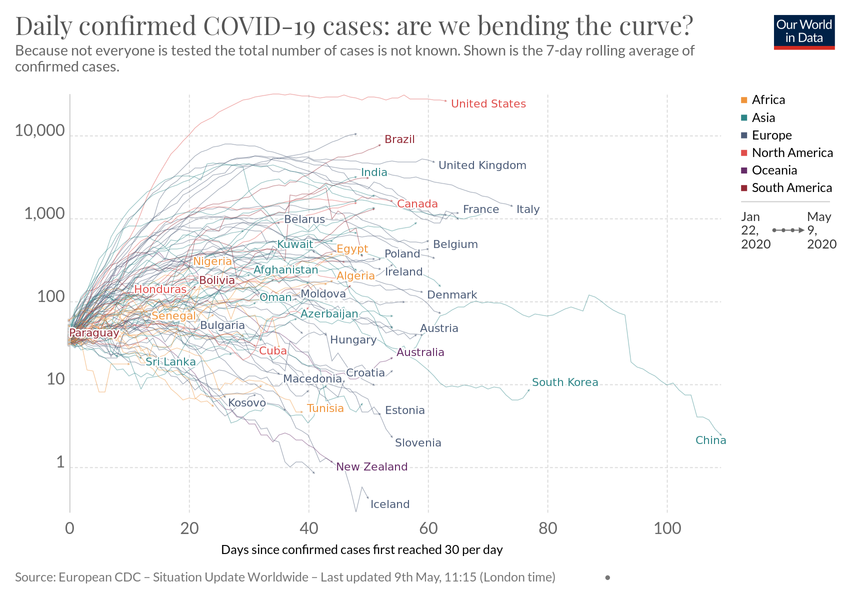 Daily confirmed COVID-19 cases: are we bending the curve?
Because not everyone is tested the total number of cases is not known. Shown is the 7-day rolling average of
confirmed cases.
Our World
in Data
United States
Brazil
United Kingdom
India
Canada
France
Italy
Belarus
Kuwait
Egypt
Belgium
Poland
Nigeria
Afghanistan
Ireland
Bolivia
Algeria
Honduras
Oman
Moldova
Denmark
Senegal
Azerbaijan
Bulgaria
Austria
Paraguay
Hungary
Cuba
Australia
Sri Lanka
Croatia
Macedonia
South Korea
Kosovo
Tunisia
Estonia
Slovenia
China
New Zealand
Iceland
10,000
1,000
100
10
1
0
20
40
60
80
100
Days since confirmed cases first reached 30 per day
Africa
Asia
Europe
North America
Oceania
South America
Jan
22,
2020
May
9,
2020
Source: European CDC – Situation Update Worldwide – Last updated 9th May, 11:15 (London time)